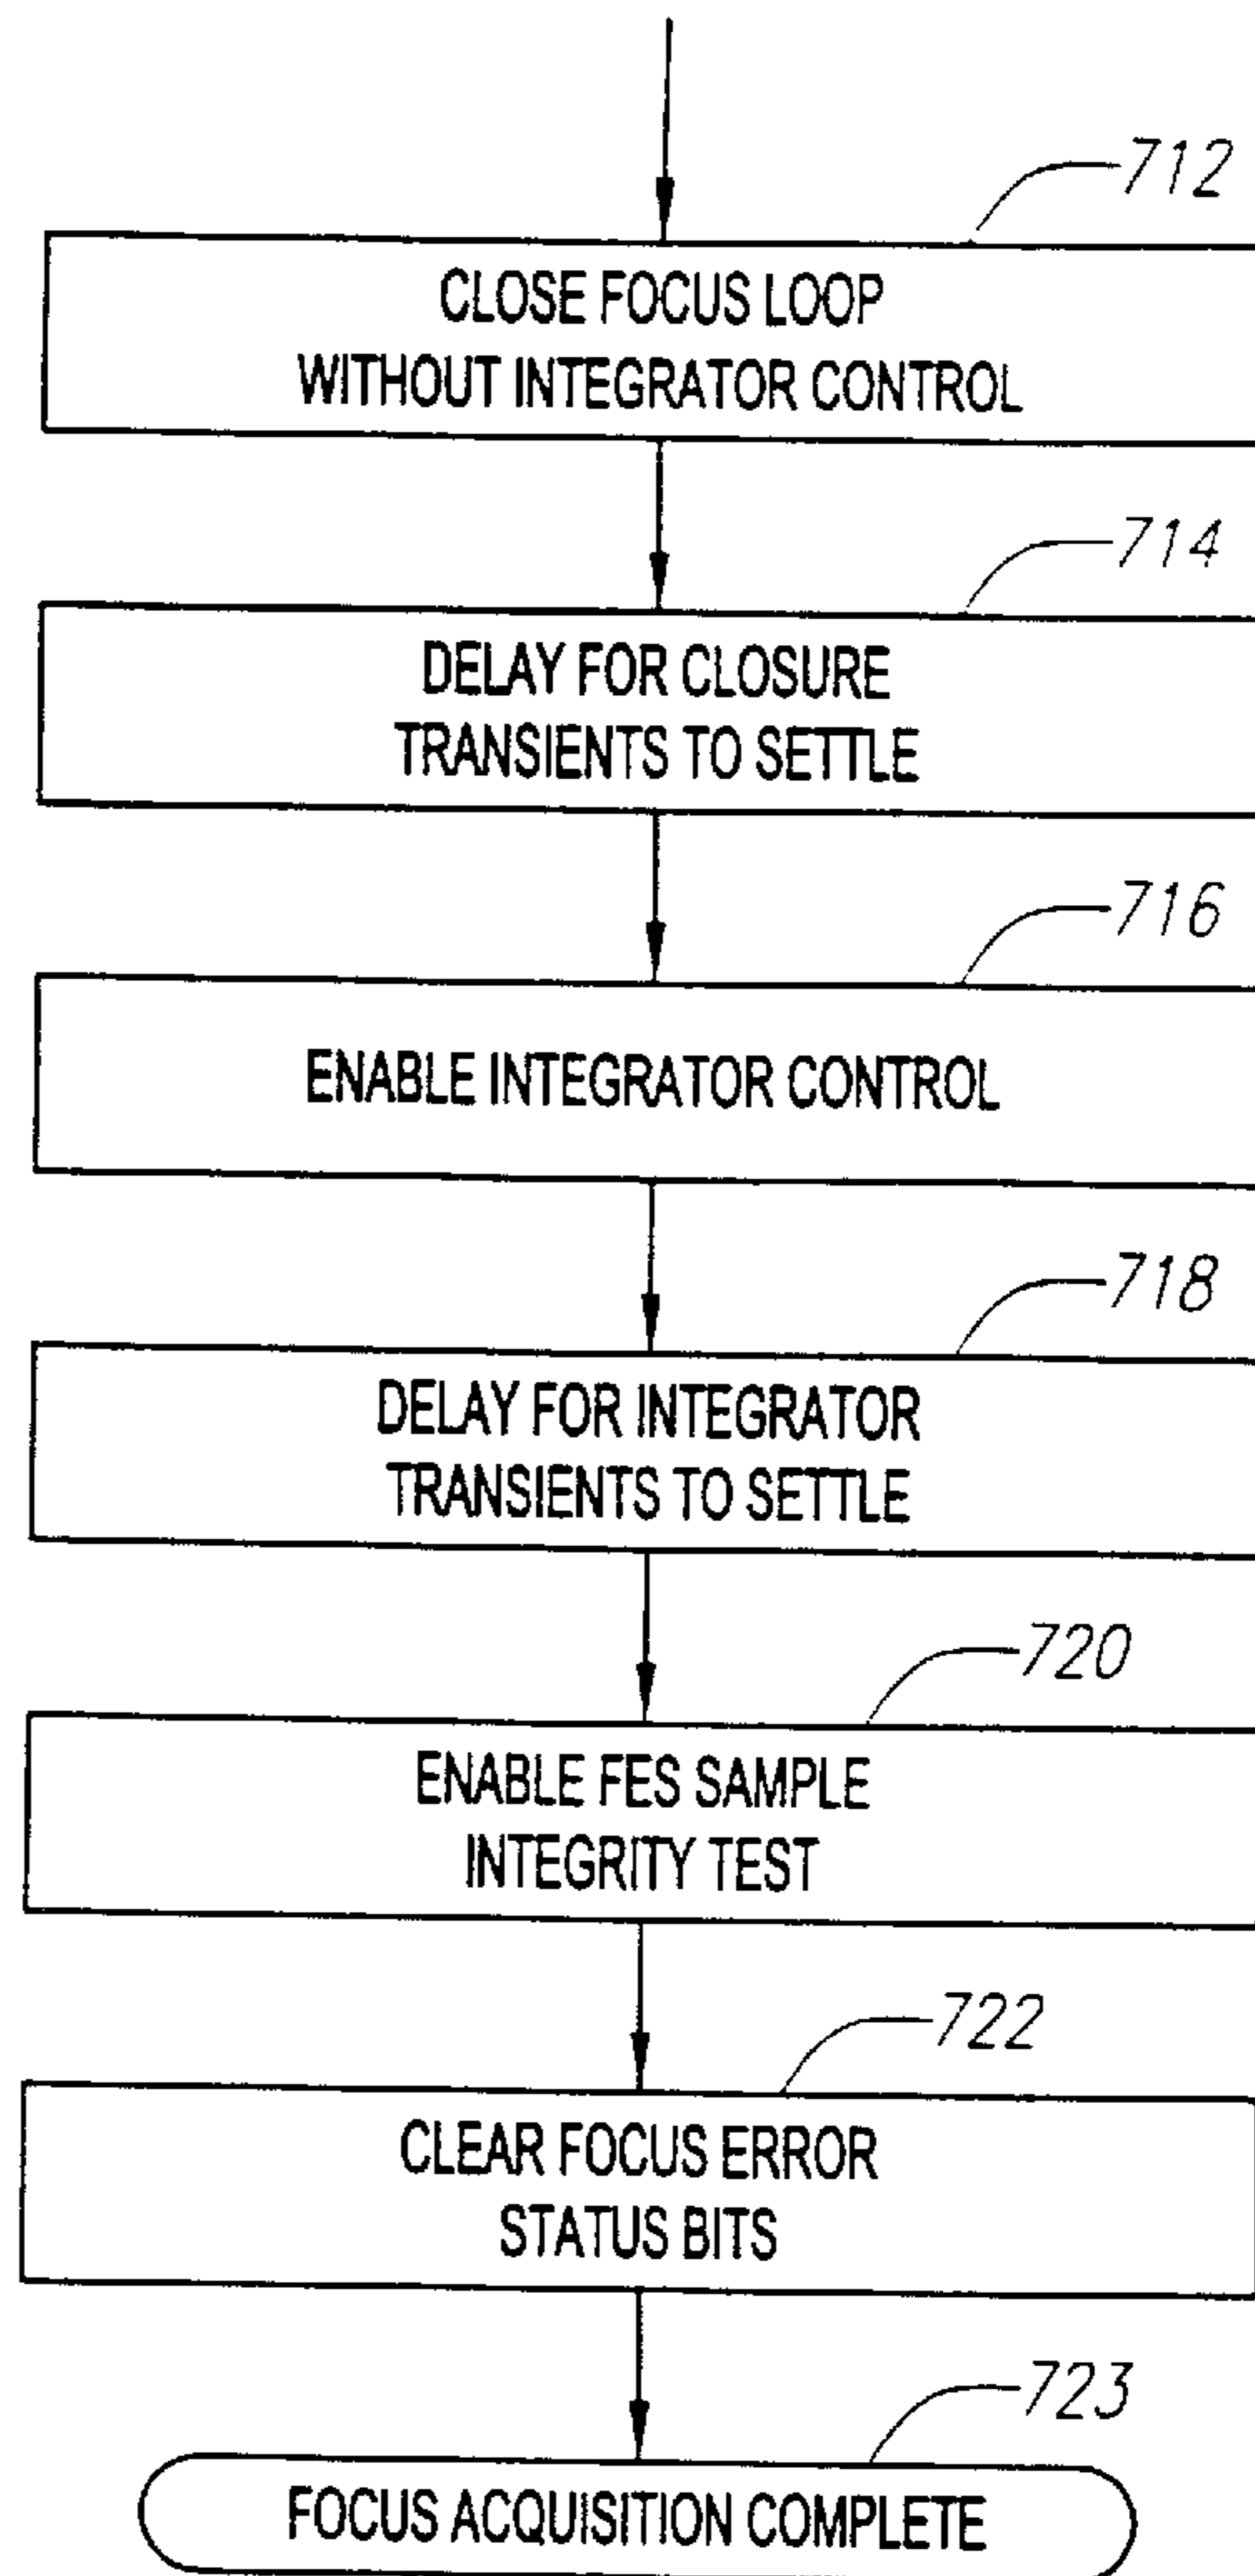 712
CLOSE FOCUS LOOP
WITHOUT INTEGRATOR CONTROL
714
DELAY FOR CLOSURE
TRANSIENTS TO SETTLE
716
ENABLE INTEGRATOR CONTROL
718
DELAY FOR INTEGRATOR
TRANSIENTS TO SETTLE
720
ENABLE FES SAMPLE
INTEGRITY TEST
722
CLEAR FOCUS ERROR
STATUS BITS
723
FOCUS ACQUISITION COMPLETE